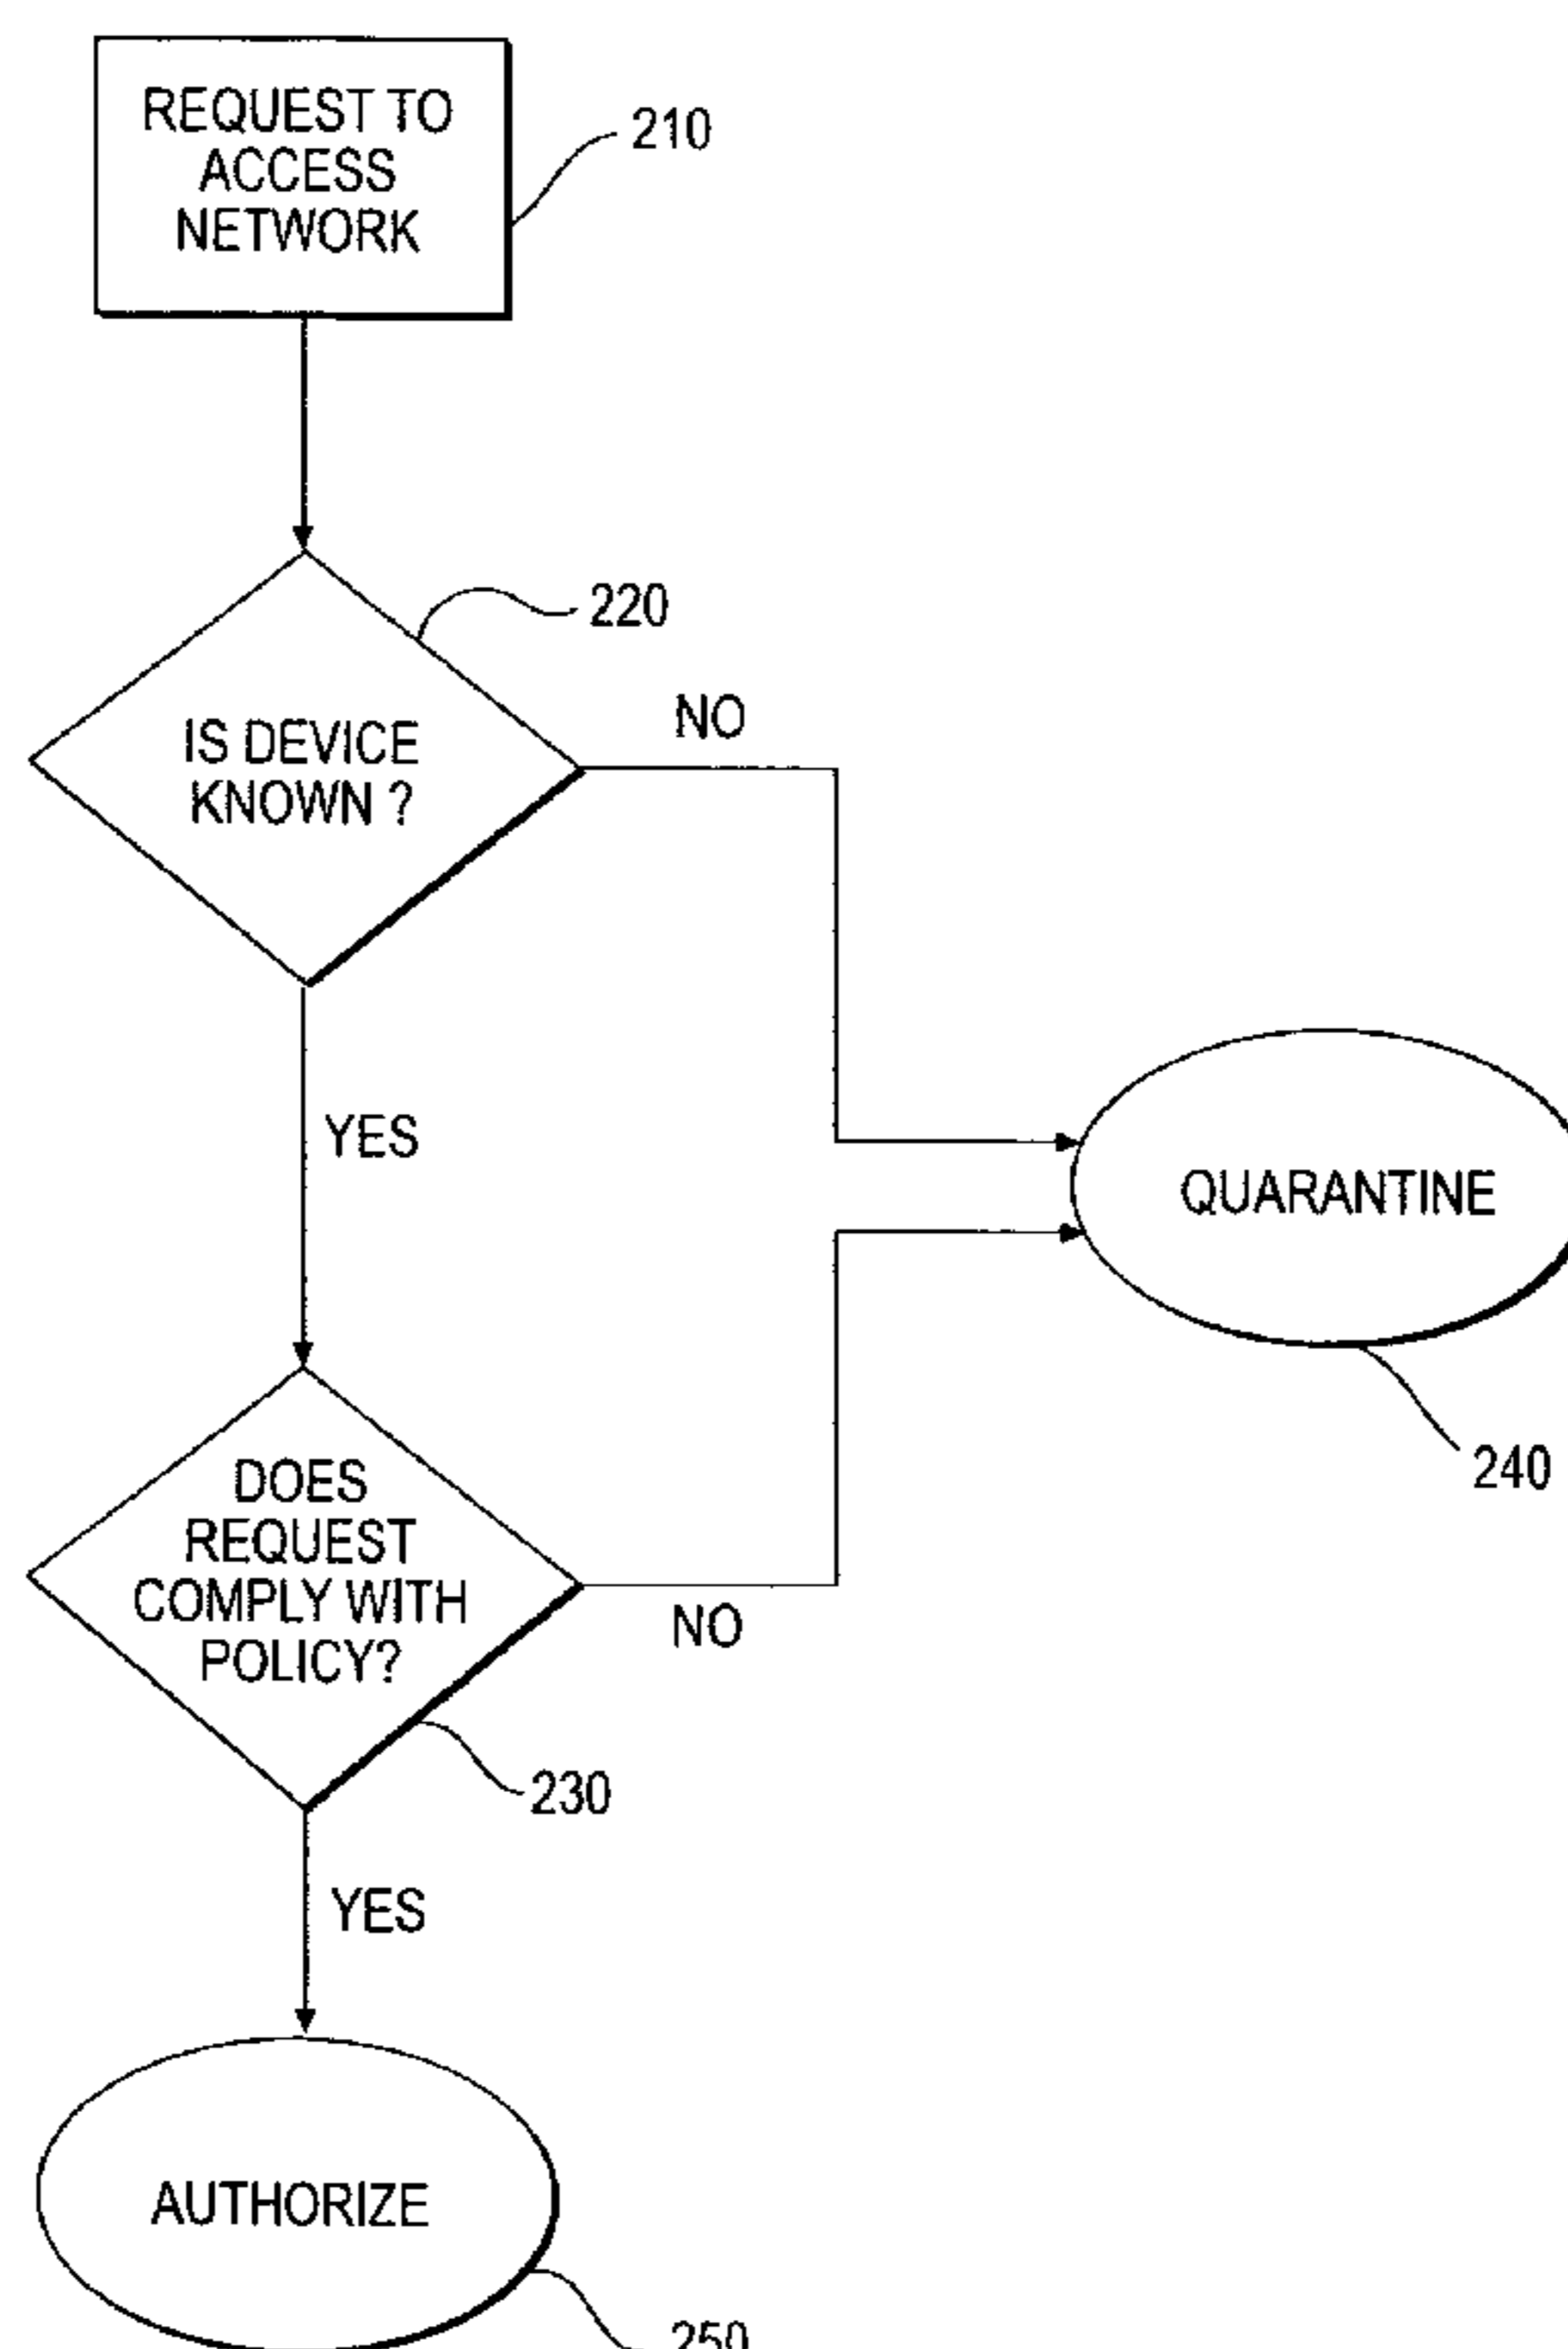 REQUEST TO
ACCESS
NETWORK
210
220
IS DEVICE
KNOWN ?
NO
YES
QUARANTINE
240
DOES
REQUEST
COMPLY WITH
POLICY?
NO
230
YES
AUTHORIZE
250